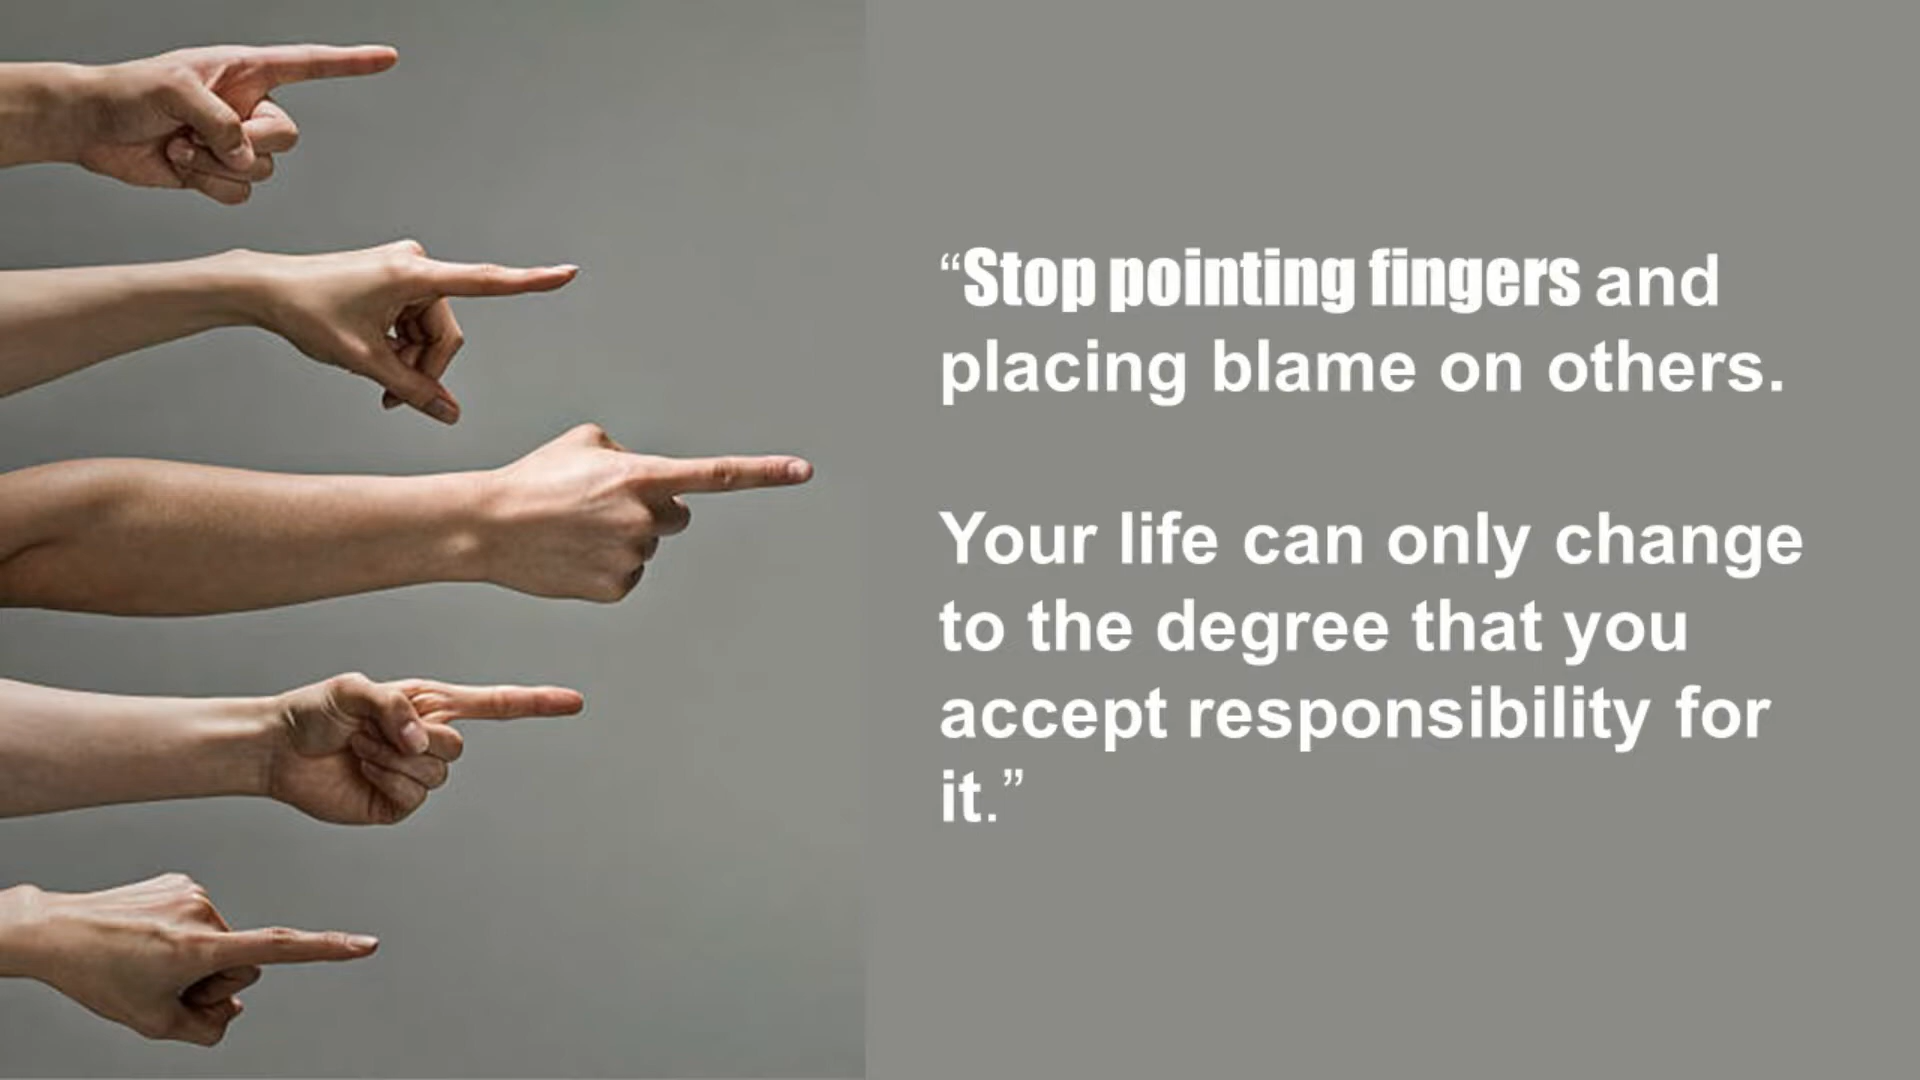 “Stop pointing fingers and
placing blame on others.
Your life can only change
to the degree that you
accept responsibility for
it.”